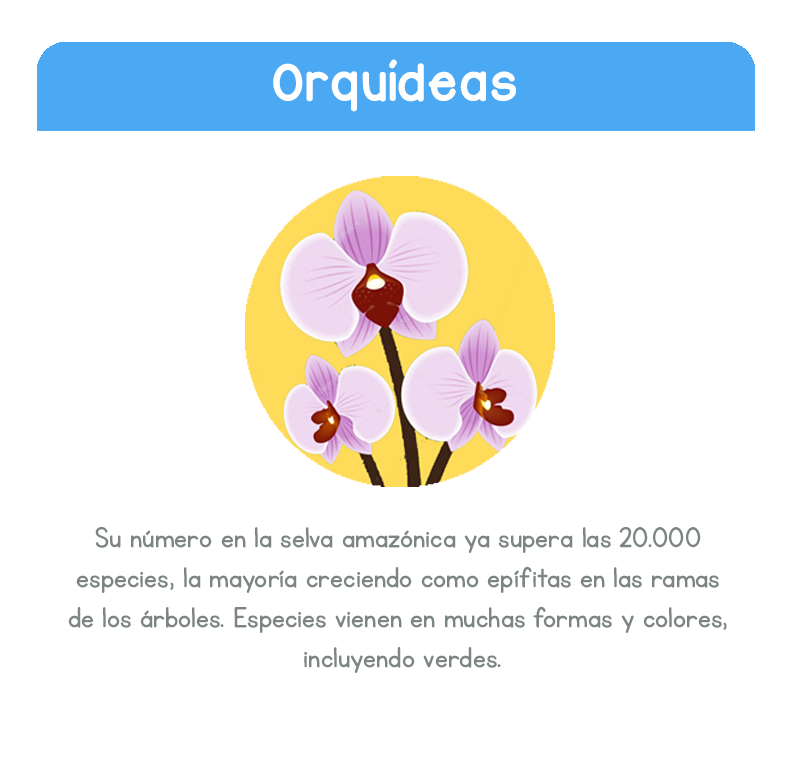 Orquídeas
Su número en la selva amazónica ya supera las 20.000
especies, la mayoría creciendo como epífitas en las ramas
de los árboles. Especies vienen en muchas formas y colores,
incluyendo verdes.